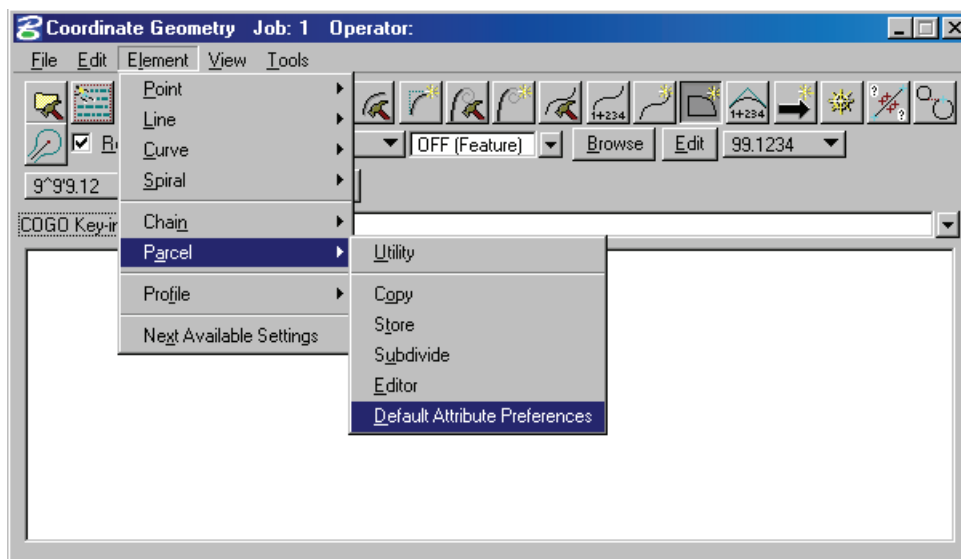 Coordinate Geometry Job: 1 Operator:
File Edit Element View Tools
Point
Line
Curve
Spiral
Chain
Parcel
Profile
Next Available Settings
1+234
1+234
OFF (Feature) Browse Edit 99.1234
9^9'9.12
COGO Key-in
Utility
Copy
Store
Subdivide
Editor
Default Attribute Preferences